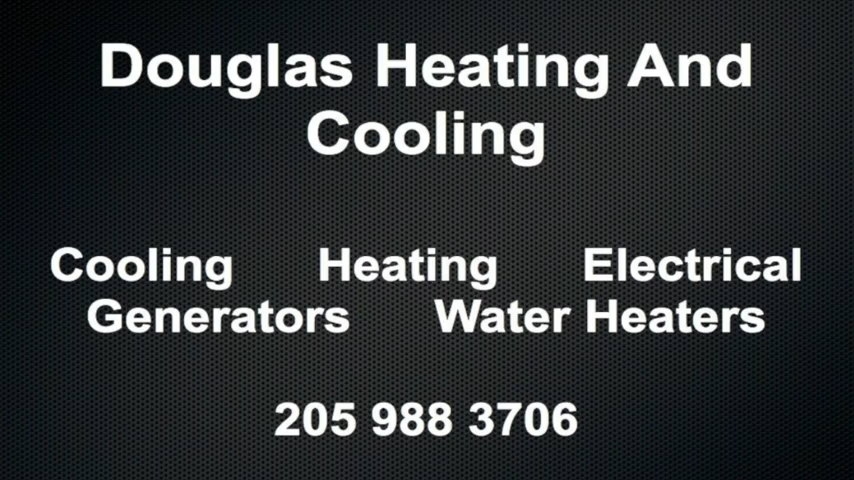 Douglas Heating And
Cooling
Cooling Heating Electrical
Generators Water Heaters
205 988 3706